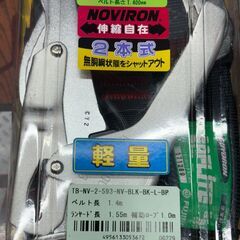 ベルト長さ 1,400mm
NOVIRON
伸縮自在
2本式
無胴綱状態をシャットアウト
軽量
TB-NV-2-593-NV-BLK-BK-L-BP
ベルト長 1.4m
ランヤード長 1.55m 補助ロープ 1.0m
4956133053672